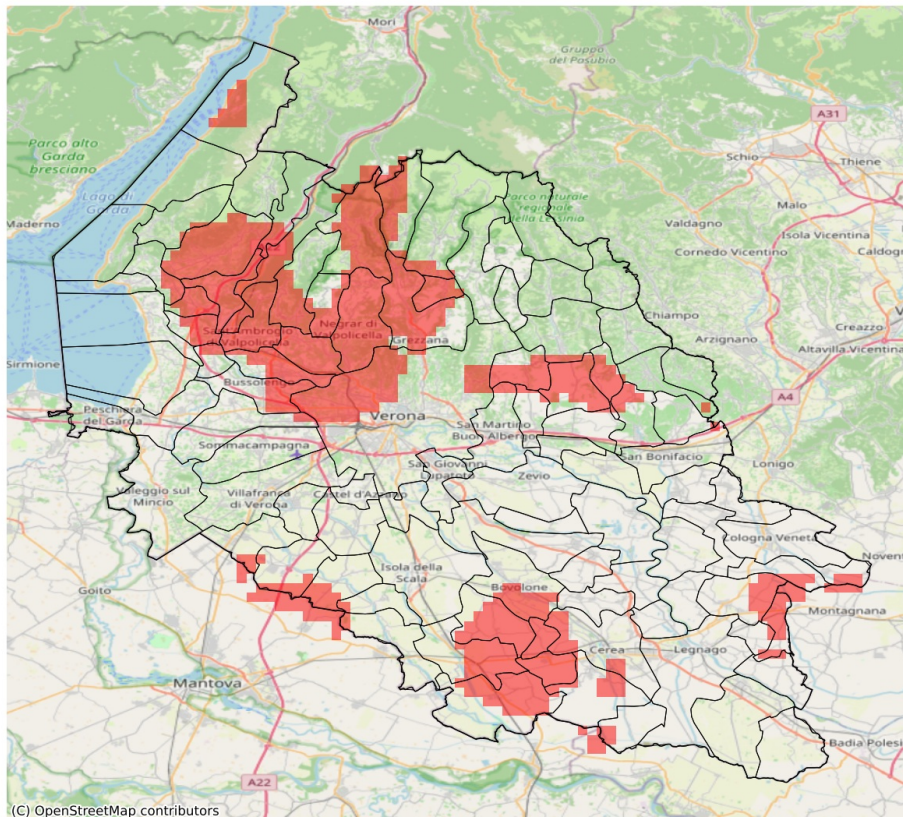 Mori
Gruppo
del Pasubio
A31
Parco alto
Garda
bresciano
Schio
Thiene
Lago di
Garda
Parco naturale
regionale
della Lessinia
Malo
Maderno
Valdagno
Isola Vicentina
Cornedo Vicentino
Caldogno
Chiampo
Sant'Ambrogio
di Valpolicella
Negrar di
Valpolicella
Grezzana
Creazzo
Arzignano
Altavilla Vicentina
Sirmione
Bussolengo
A4
Peschiera
del Garda
Verona
San Martino
Buon Albergo
Sommacampagna
San Bonifacio
San Giovanni
Lupatoto
Zevio
Lonigo
Valeggio sul
Mincio
Villafranca
di Verona
Castel d'Azzano
Cologna Veneta
Isola della
Scala
Goito
Bovolone
Montagnana
Cerea
Legnago
Mantova
Badia Polesi
A22
(C) OpenStreetMap contributors